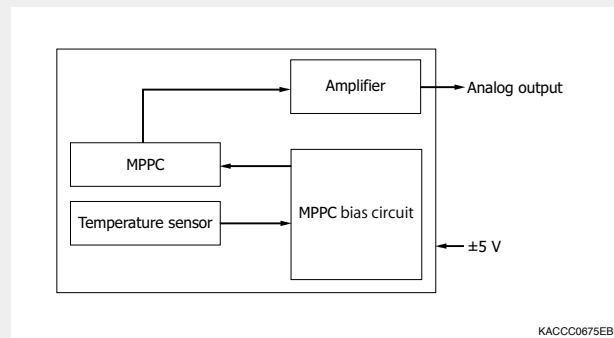 Amplifier
Analog output
MPPC
MPPC bias circuit
Temperature sensor
±5 V
KACCC0675EB